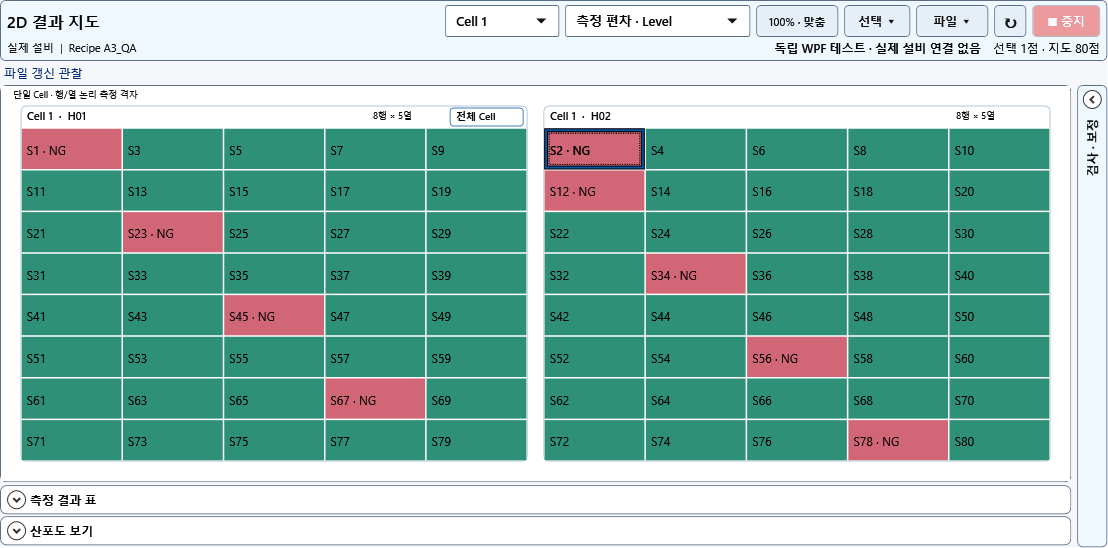 2D 결과 지도
Cell 1
측정 편차 · Level
100% · 맞춤
선택
파일
중지
실제 설비 | Recipe A3_QA
독립 WPF 테스트 · 실제 설비 연결 없음 선택 1점 · 지도 80점
파일 갱신 관찰
단일 Cell · 행/열 논리 측정 격자
Cell 1 · H01 8행 × 5열 전체 Cell
S1 · NG S3 S5 S7 S9
S11 S13 S15 S17 S19
S21 S23 · NG S25 S27 S29
S31 S33 S35 S37 S39
S41 S43 S45 · NG S47 S49
S51 S53 S55 S57 S59
S61 S63 S65 S67 · NG S69
S71 S73 S75 S77 S79
Cell 1 · H02 8행 × 5열
S2 · NG S4 S6 S8 S10
S12 · NG S14 S16 S18 S20
S22 S24 S26 S28 S30
S32 S34 · NG S36 S38 S40
S42 S44 S46 S48 S50
S52 S54 S56 · NG S58 S60
S62 S64 S66 S68 S70
S72 S74 S76 S78 · NG S80
검사 · 보정
측정 결과 표
산포도 보기